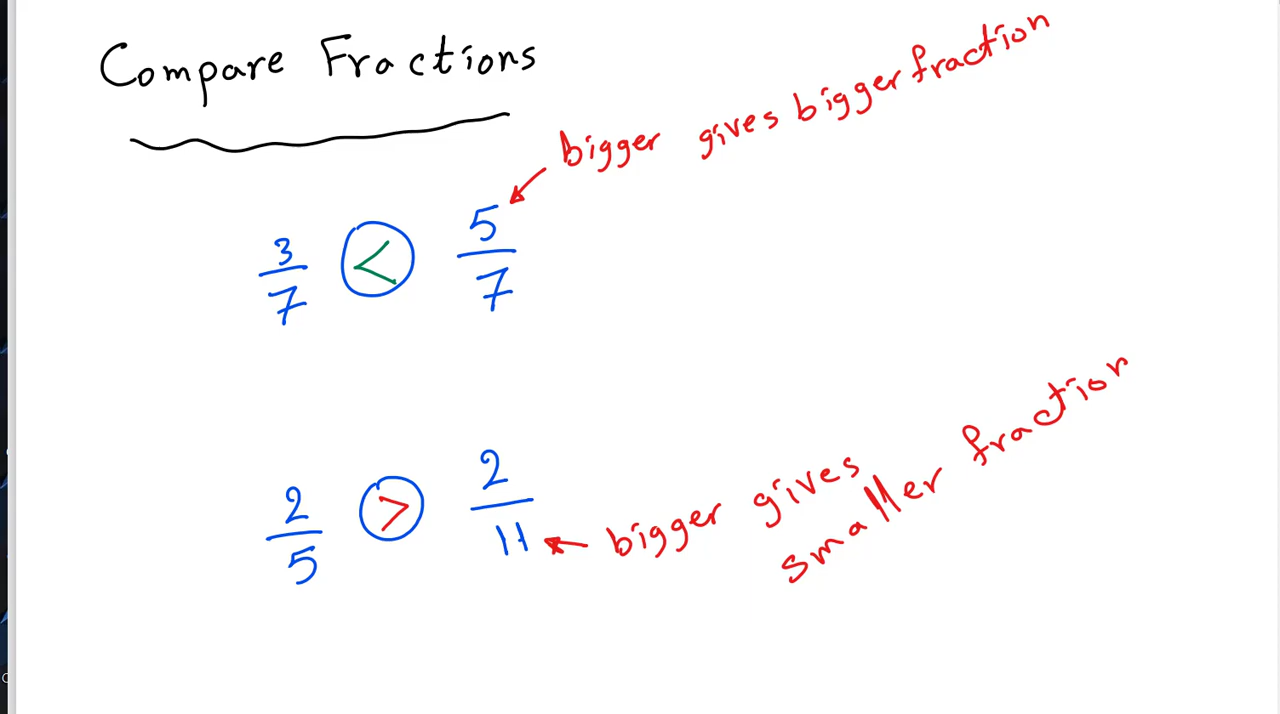 Compare Fractions
bigger gives bigger fraction
3/7 < 5/7
2/5 > 2/11
bigger gives
smaller fraction